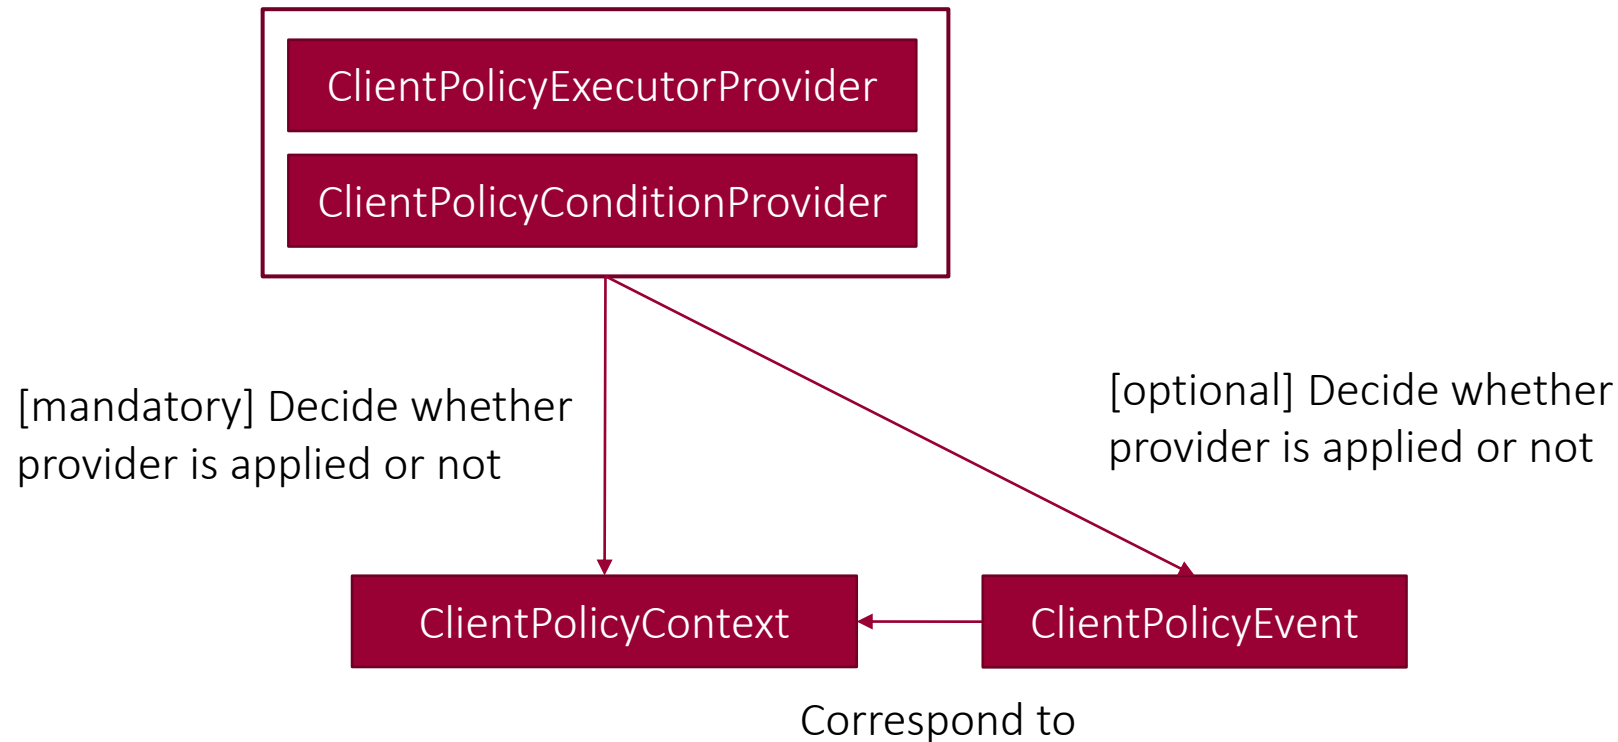 ClientPolicyExecutorProvider
ClientPolicyConditionProvider
[mandatory] Decide whether
provider is applied or not
[optional] Decide whether
provider is applied or not
ClientPolicyContext
ClientPolicyEvent
Correspond to